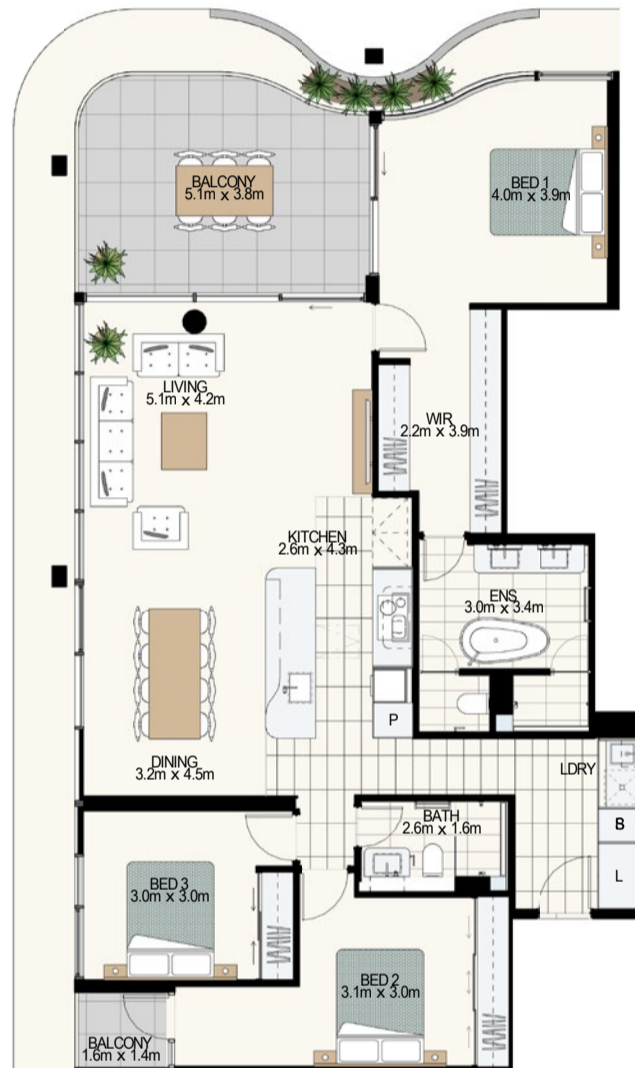 BALCONY
5.1m x 3.8m
BED 1
4.0m x 3.9m
LIVING
5.1m x 4.2m
WIR
2.2m x 3.9m
KITCHEN
2.6m x 4.3m
ENS
3.0m x 3.4m
P
DINING
3.2m x 4.5m
LDRY
BATH
2.6m x 1.6m
B
L
BED 3
3.0m x 3.0m
BED 2
3.1m x 3.0m
BALCONY
1.6m x 1.4m